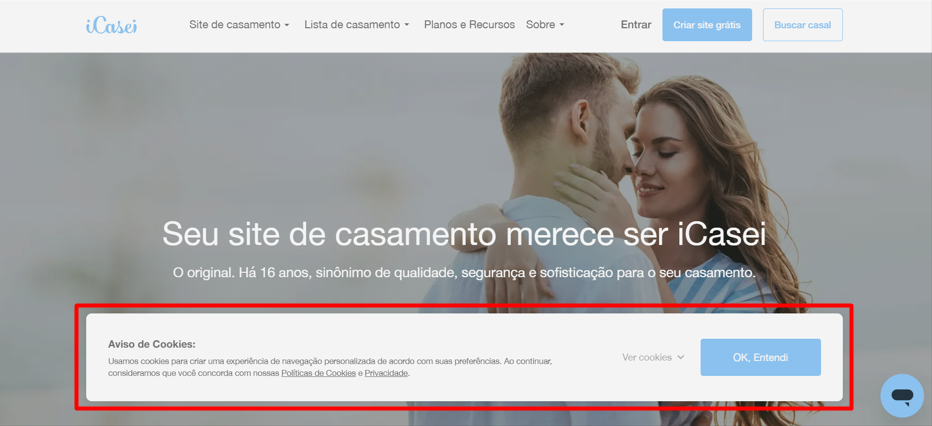 iCasei Site de casamento Lista de casamento Planos e Recursos Sobre Entrar Criar site grátis Buscar casal
Seu site de casamento merece ser iCasei
O original. Há 16 anos, sinônimo de qualidade, segurança e sofisticação para o seu casamento.
Aviso de Cookies:
Usamos cookies para criar uma experiência de navegação personalizada de acordo com suas preferências. Ao continuar,
consideramos que você concorda com nossas Políticas de Cookies e Privacidade.
Ver cookies
OK, Entendi